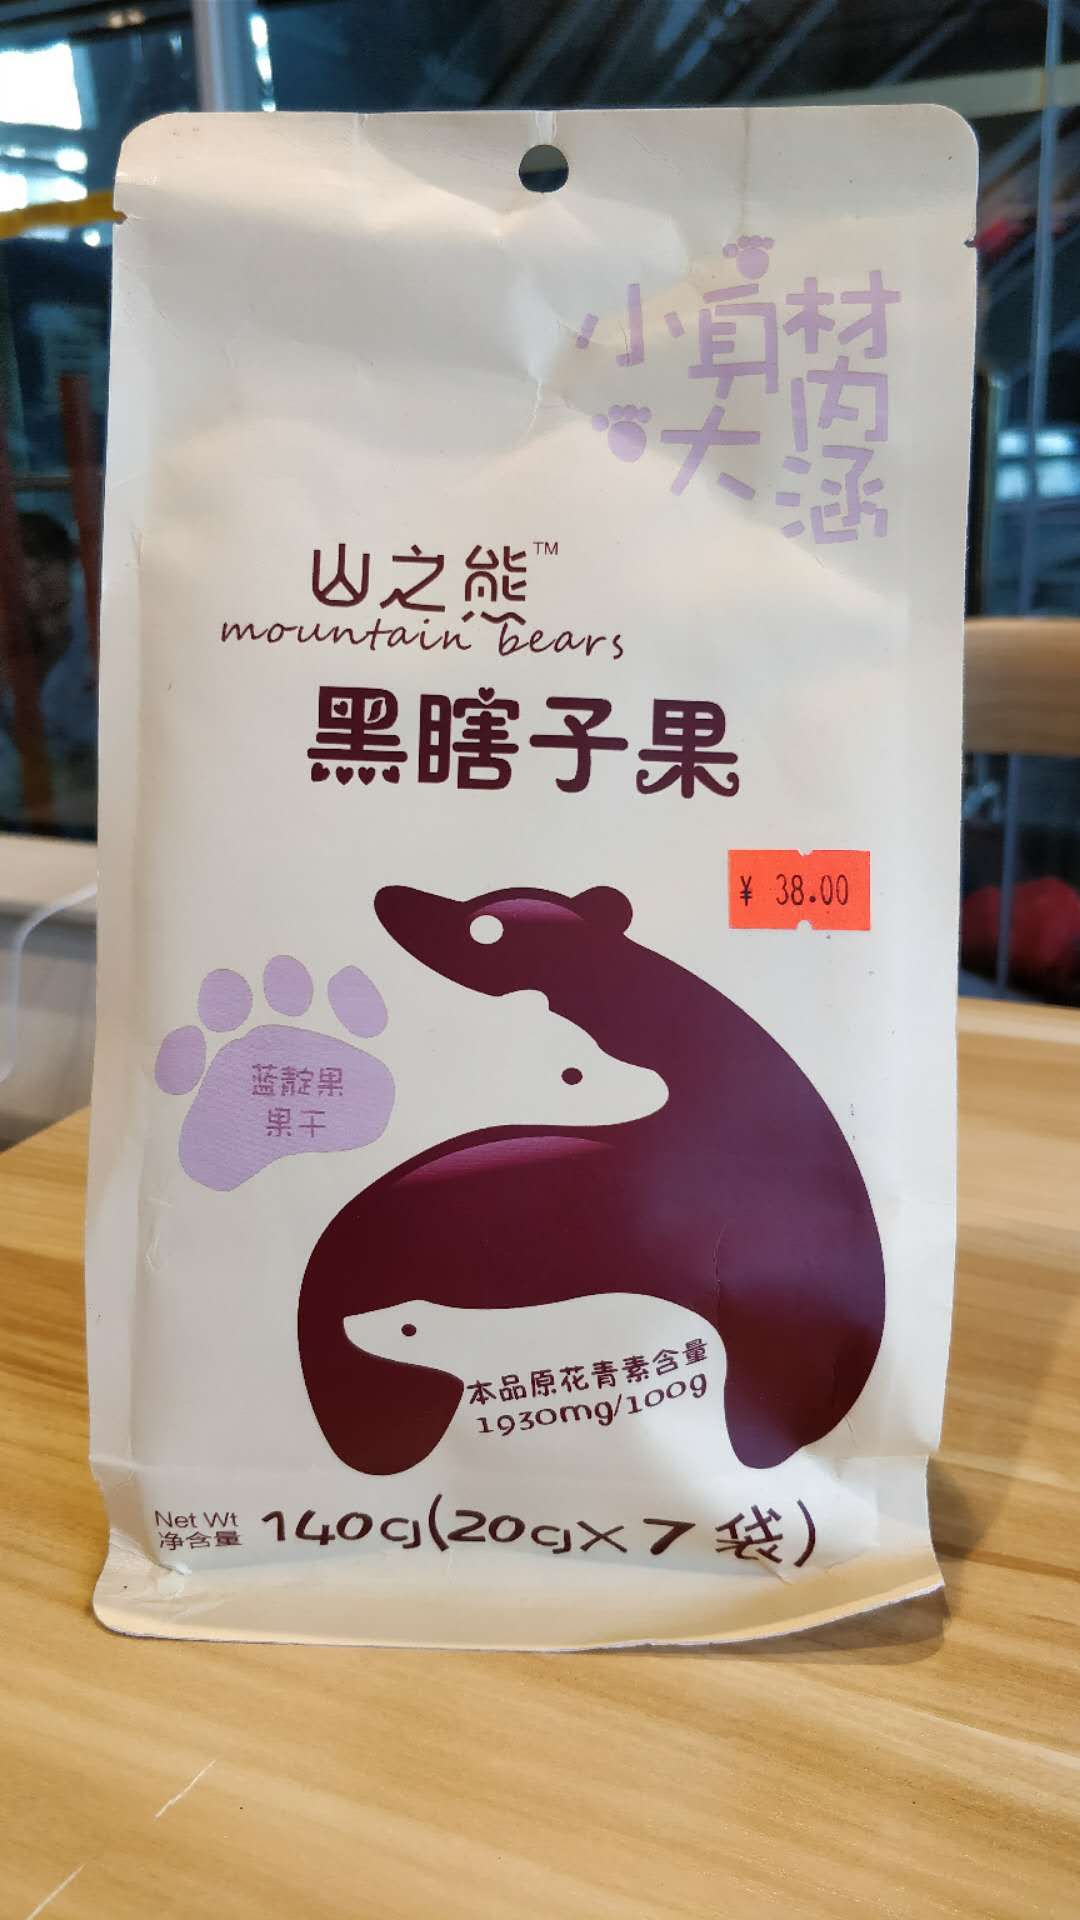 小身材
大内涵
山之熊™
mountain bears
黑瞎子果
¥ 38.00
蓝靛果
果干
本品原花青素含量
1930mg/100g
Net Wt
净含量
140g(20g×7袋)